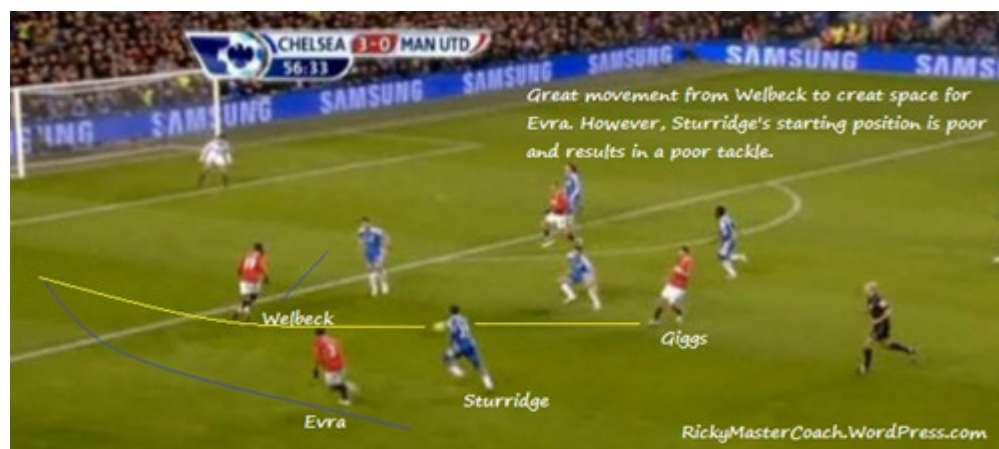 CHELSEA 3-0 MAN UTD
56:33
SAMSUNG SAMSUNG SAMSUNG SAMSUNG SAMS
'UNG
Great movement from Welbeck to creat space for
Evra. However, Sturridge's starting position is poor
and results in a poor tackle.
Welbeck
Giggs
Sturridge
Evra
RickyMasterCoach.WordPress.com